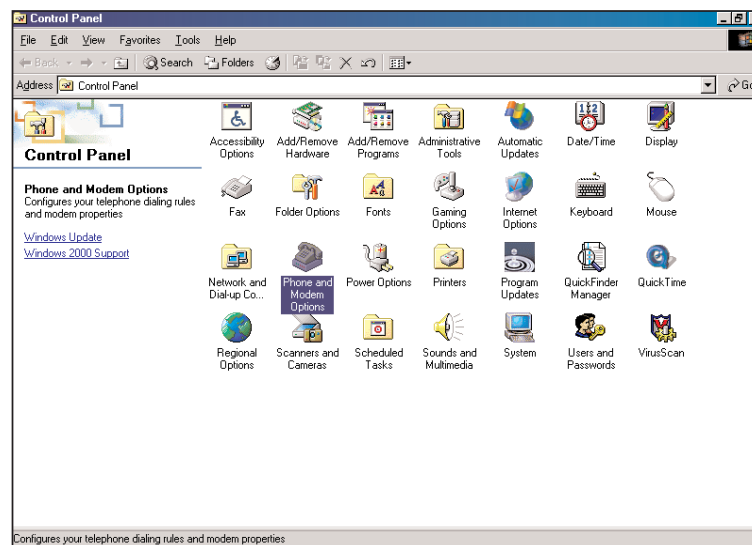 Control Panel
File Edit View Favorites Tools Help
Back Search Folders
Address Control Panel Go
Control Panel
Phone and Modem Options
Configures your telephone dialing rules
and modem properties
Windows Update
Windows 2000 Support
Accessibility Options
Add/Remove Hardware
Add/Remove Programs
Administrative Tools
Automatic Updates
Date/Time
Display
Fax
Folder Options
Fonts
Gaming Options
Internet Options
Keyboard
Mouse
Network and Dial-up Co...
Phone and Modem Options
Power Options
Printers
Program Updates
QuickFinder Manager
QuickTime
Regional Options
Scanners and Cameras
Scheduled Tasks
Sounds and Multimedia
System
Users and Passwords
VirusScan
Configures your telephone dialing rules and modem properties